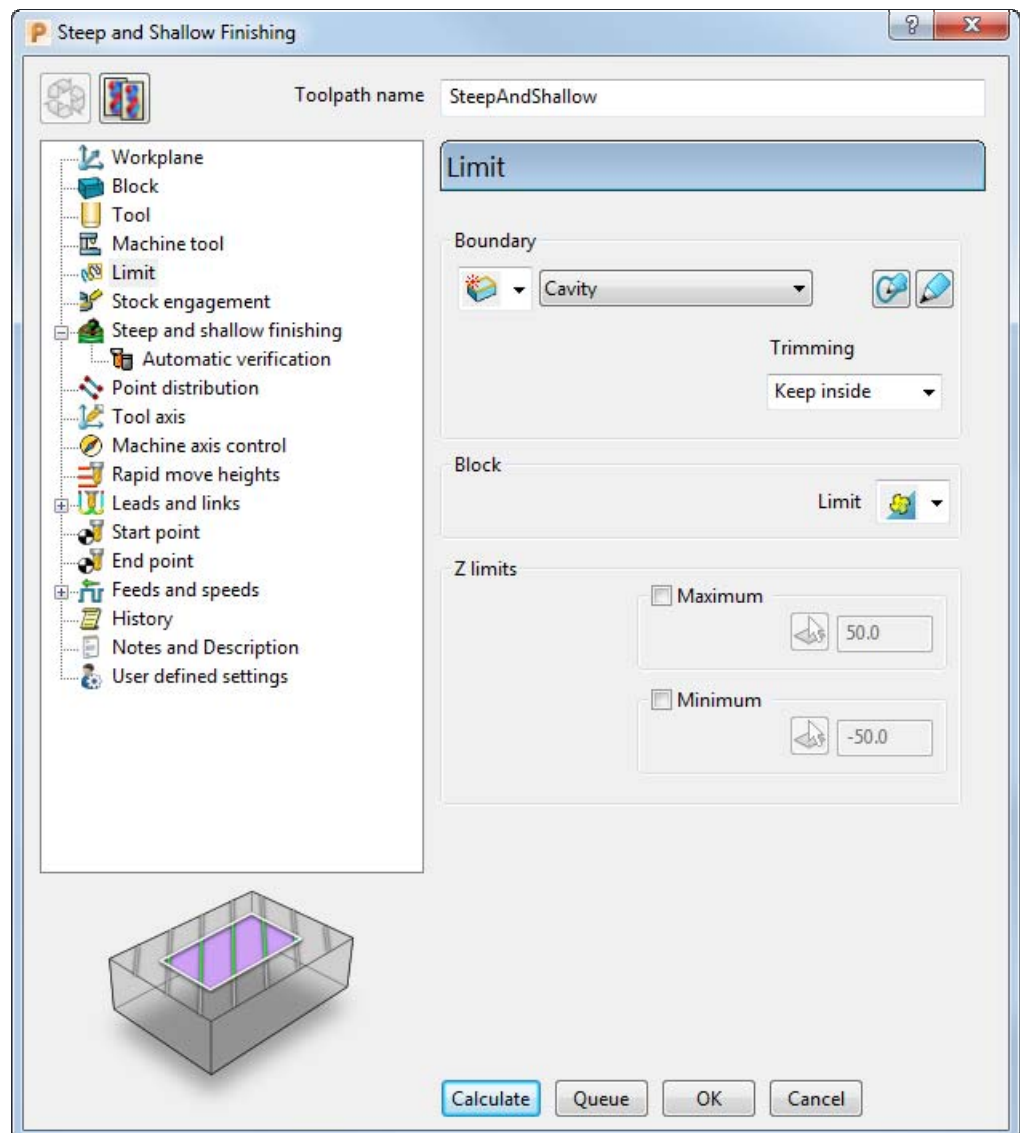 Steep and Shallow Finishing
Toolpath name SteepAndShallow
Workplane
Block
Tool
Machine tool
Limit
Stock engagement
Steep and shallow finishing
Automatic verification
Point distribution
Tool axis
Machine axis control
Rapid move heights
Leads and links
Start point
End point
Feeds and speeds
History
Notes and Description
User defined settings
Limit
Boundary
Cavity
Trimming
Keep inside
Block
Limit
Z limits
Maximum
50.0
Minimum
-50.0
Calculate Queue OK Cancel